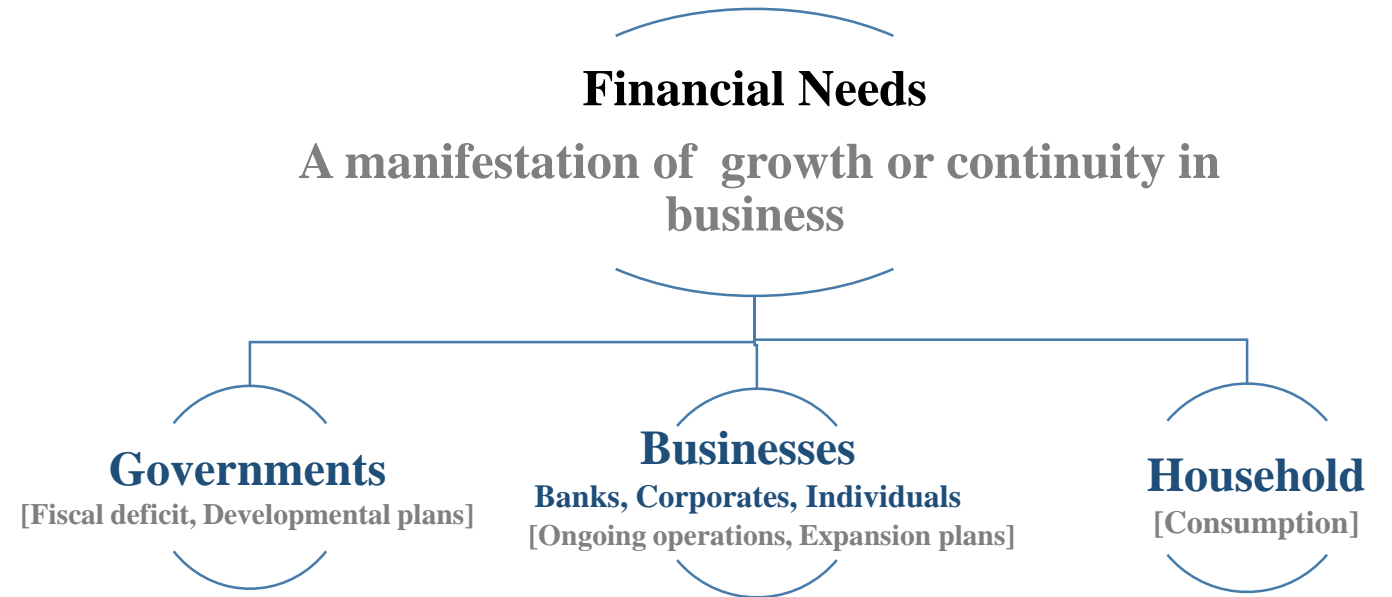 Financial Needs
A manifestation of growth or continuity in
business
Governments
[Fiscal deficit, Developmental plans]
Businesses
Banks, Corporates, Individuals
[Ongoing operations, Expansion plans]
Household
[Consumption]